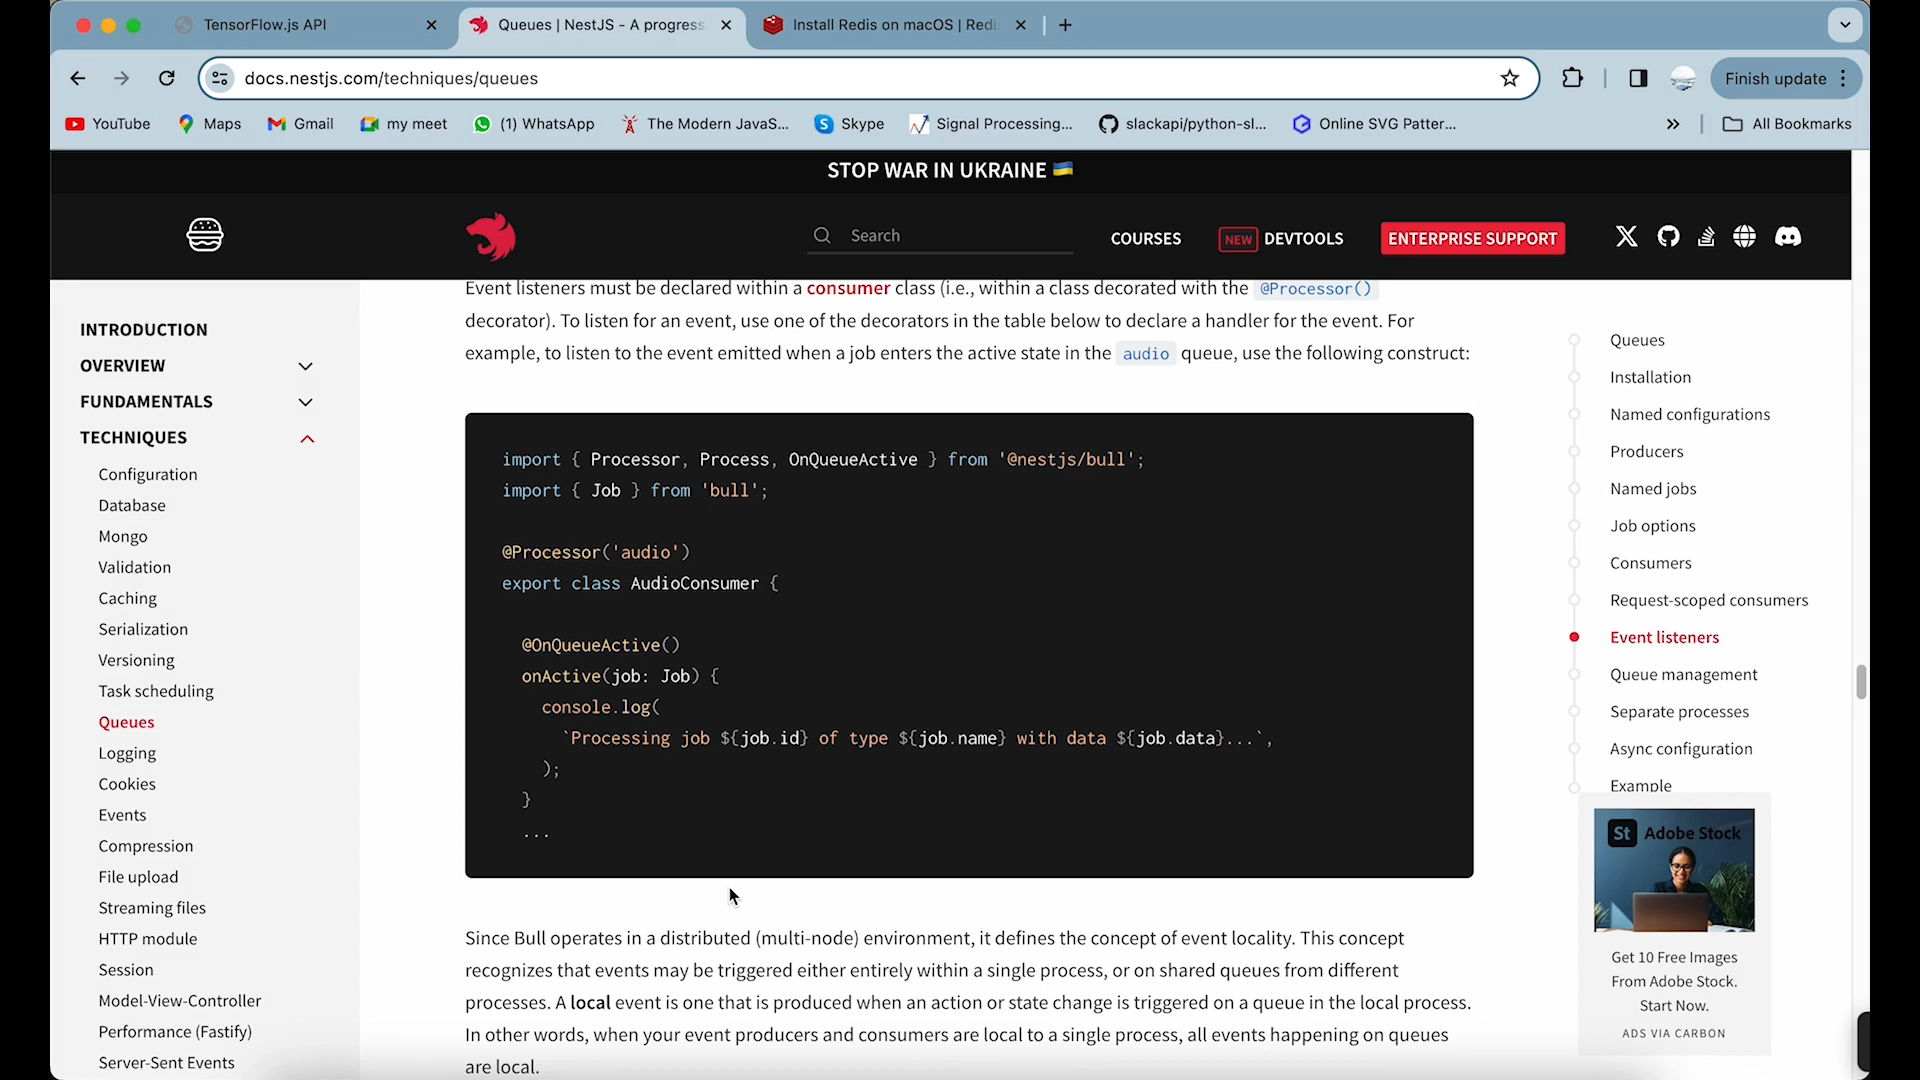 TensorFlow.js API
Queues | NestJS - A progress
Install Redis on macOS | Redi
docs.nestjs.com/techniques/queues
Finish update
YouTube
Maps
Gmail
my meet
(1) WhatsApp
The Modern JavaS...
Skype
Signal Processing...
slackapi/python-sl...
Online SVG Patter...
All Bookmarks
STOP WAR IN UKRAINE
Search
COURSES
NEW DEVTOOLS
ENTERPRISE SUPPORT
INTRODUCTION
OVERVIEW
FUNDAMENTALS
TECHNIQUES
Configuration
Database
Mongo
Validation
Caching
Serialization
Versioning
Task scheduling
Queues
Logging
Cookies
Events
Compression
File upload
Streaming files
HTTP module
Session
Model-View-Controller
Performance (Fastify)
Server-Sent Events
Event listeners must be declared within a consumer class (i.e., within a class decorated with the @Processor()
decorator). To listen for an event, use one of the decorators in the table below to declare a handler for the event. For
example, to listen to the event emitted when a job enters the active state in the audio queue, use the following construct:
import { Processor, Process, OnQueueActive } from '@nestjs/bull';
import { Job } from 'bull';
@Processor('audio')
export class AudioConsumer {
@OnQueueActive()
onActive(job: Job) {
console.log(
`Processing job ${job.id} of type ${job.name} with data ${job.data}...`,
);
}
...
Since Bull operates in a distributed (multi-node) environment, it defines the concept of event locality. This concept
recognizes that events may be triggered either entirely within a single process, or on shared queues from different
processes. A local event is one that is produced when an action or state change is triggered on a queue in the local process.
In other words, when your event producers and consumers are local to a single process, all events happening on queues
are local.
Queues
Installation
Named configurations
Producers
Named jobs
Job options
Consumers
Request-scoped consumers
Event listeners
Queue management
Separate processes
Async configuration
Example
St Adobe Stock
Get 10 Free Images
From Adobe Stock.
Start Now.
ADS VIA CARBON